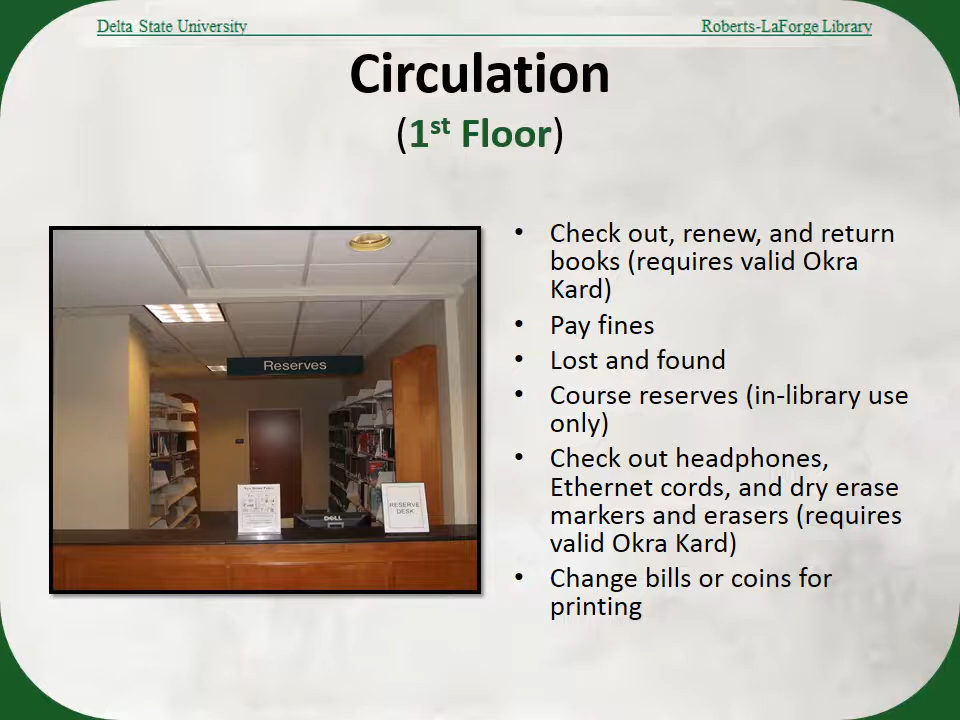 Delta State University
Roberts-LaForge Library
Circulation
(1st Floor)
• Check out, renew, and return
books (requires valid Okra
Kard)
• Pay fines
• Lost and found
• Course reserves (in-library use
only)
• Check out headphones,
Ethernet cords, and dry erase
markers and erasers (requires
valid Okra Kard)
• Change bills or coins for
printing
Reserves
RESERVE
DESK
DELL